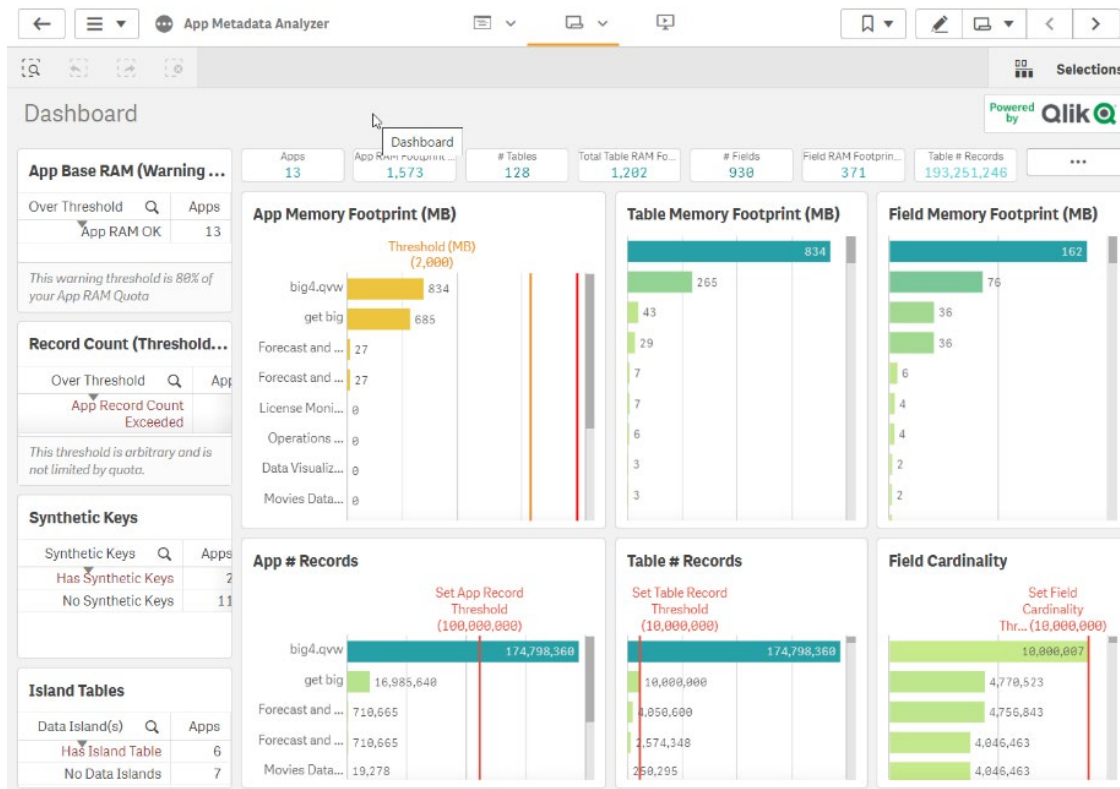 App Metadata Analyzer
Selections
Dashboard
Powered by Qlik
Dashboard
Apps
13
App RAM Footprint ...
1,573
# Tables
128
Total Table RAM Fo...
1,202
# Fields
930
Field RAM Footprin...
371
Table # Records
193,251,246
...
App Base RAM (Warning ...
Over Threshold Apps
App RAM OK 13
This warning threshold is 80% of
your App RAM Quota
Record Count (Threshold...
Over Threshold App
App Record Count
Exceeded
This threshold is arbitrary and is
not limited by quota.
Synthetic Keys
Synthetic Keys Apps
Has Synthetic Keys 2
No Synthetic Keys 11
Island Tables
Data Island(s) Apps
Has Island Table 6
No Data Islands 7
App Memory Footprint (MB)
Threshold (MB)
(2,000)
big4.qvw 834
get big 685
Forecast and ... 27
Forecast and ... 27
License Moni... 0
Operations ... 0
Data Visualiz... 0
Movies Data... 0
Table Memory Footprint (MB)
834
265
43
29
7
7
6
3
3
Field Memory Footprint (MB)
162
76
36
36
6
4
4
2
2
App # Records
Set App Record
Threshold
(100,000,000)
big4.qvw 174,798,360
get big 16,985,640
Forecast and ... 710,665
Forecast and ... 710,665
Movies Data... 19,278
Table # Records
Set Table Record
Threshold
(10,000,000)
174,798,360
10,000,000
4,050,600
2,574,348
250,295
Field Cardinality
Set Field
Cardinality
Thr... (10,000,000)
10,000,007
4,770,523
4,756,843
4,046,463
4,046,463